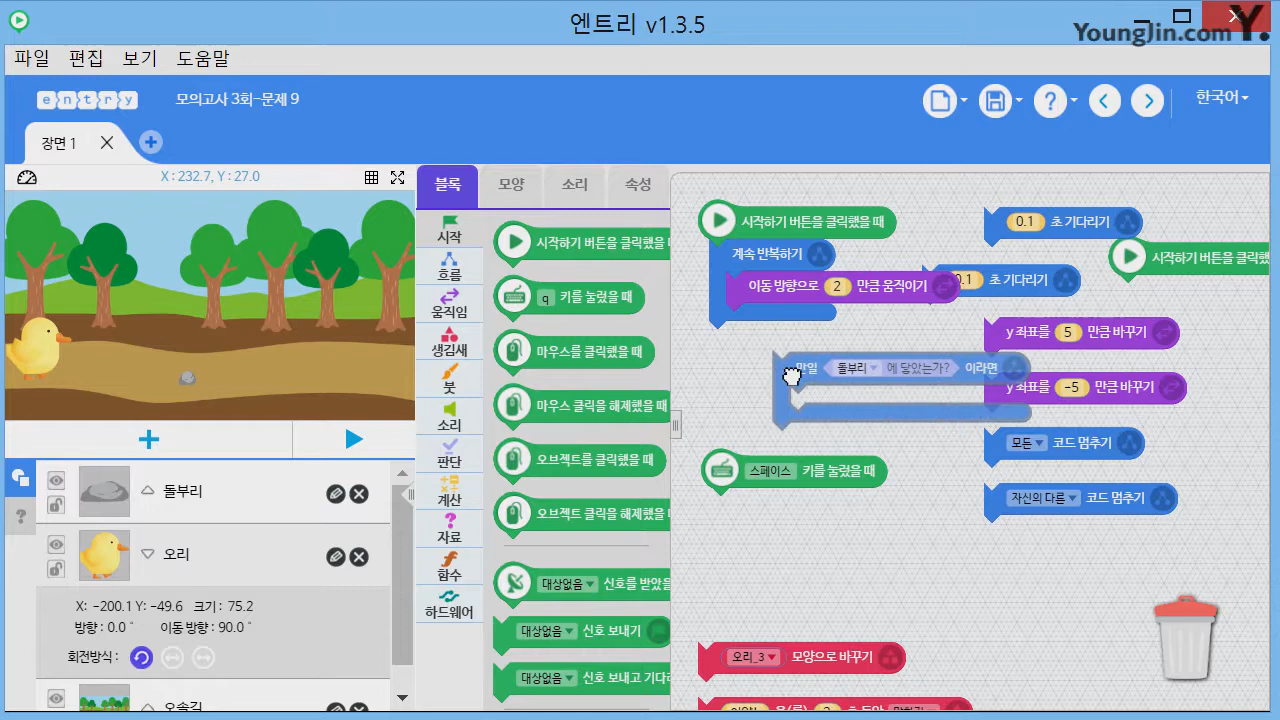 엔트리 v1.3.5
YoungJin.com Y.
파일 편집 보기 도움말
entry
모의고사 3회-문제 9
한국어
장면 1
X : 232.7, Y : 27.0
블록 모양 소리 속성
시작
흐름
움직임
생김새
붓
소리
판단
계산
자료
함수
하드웨어
시작하기 버튼을 클릭했을
q 키를 눌렀을 때
마우스를 클릭했을 때
마우스 클릭을 해제했을 때
오브젝트를 클릭했을 때
오브젝트 클릭을 해제했을
대상없음 신호를 받았을
대상없음 신호 보내기
대상없음 신호 보내고 기다
시작하기 버튼을 클릭했을 때
계속 반복하기
이동 방향으로 2 만큼 움직이기
만일 돌부리 에 닿았는가? 이라면
스페이스 키를 눌렀을 때
0.1 초 기다리기
시작하기 버튼을 클릭했을
0.1 초 기다리기
y 좌표를 5 만큼 바꾸기
y 좌표를 -5 만큼 바꾸기
모든 코드 멈추기
자신의 다른 코드 멈추기
오리_3 모양으로 바꾸기
돌부리
오리
X: -200.1 Y: -49.6 크기 : 75.2
방향 : 0.0 ˚ 이동 방향 : 90.0 ˚
회전방식 :
오솔길